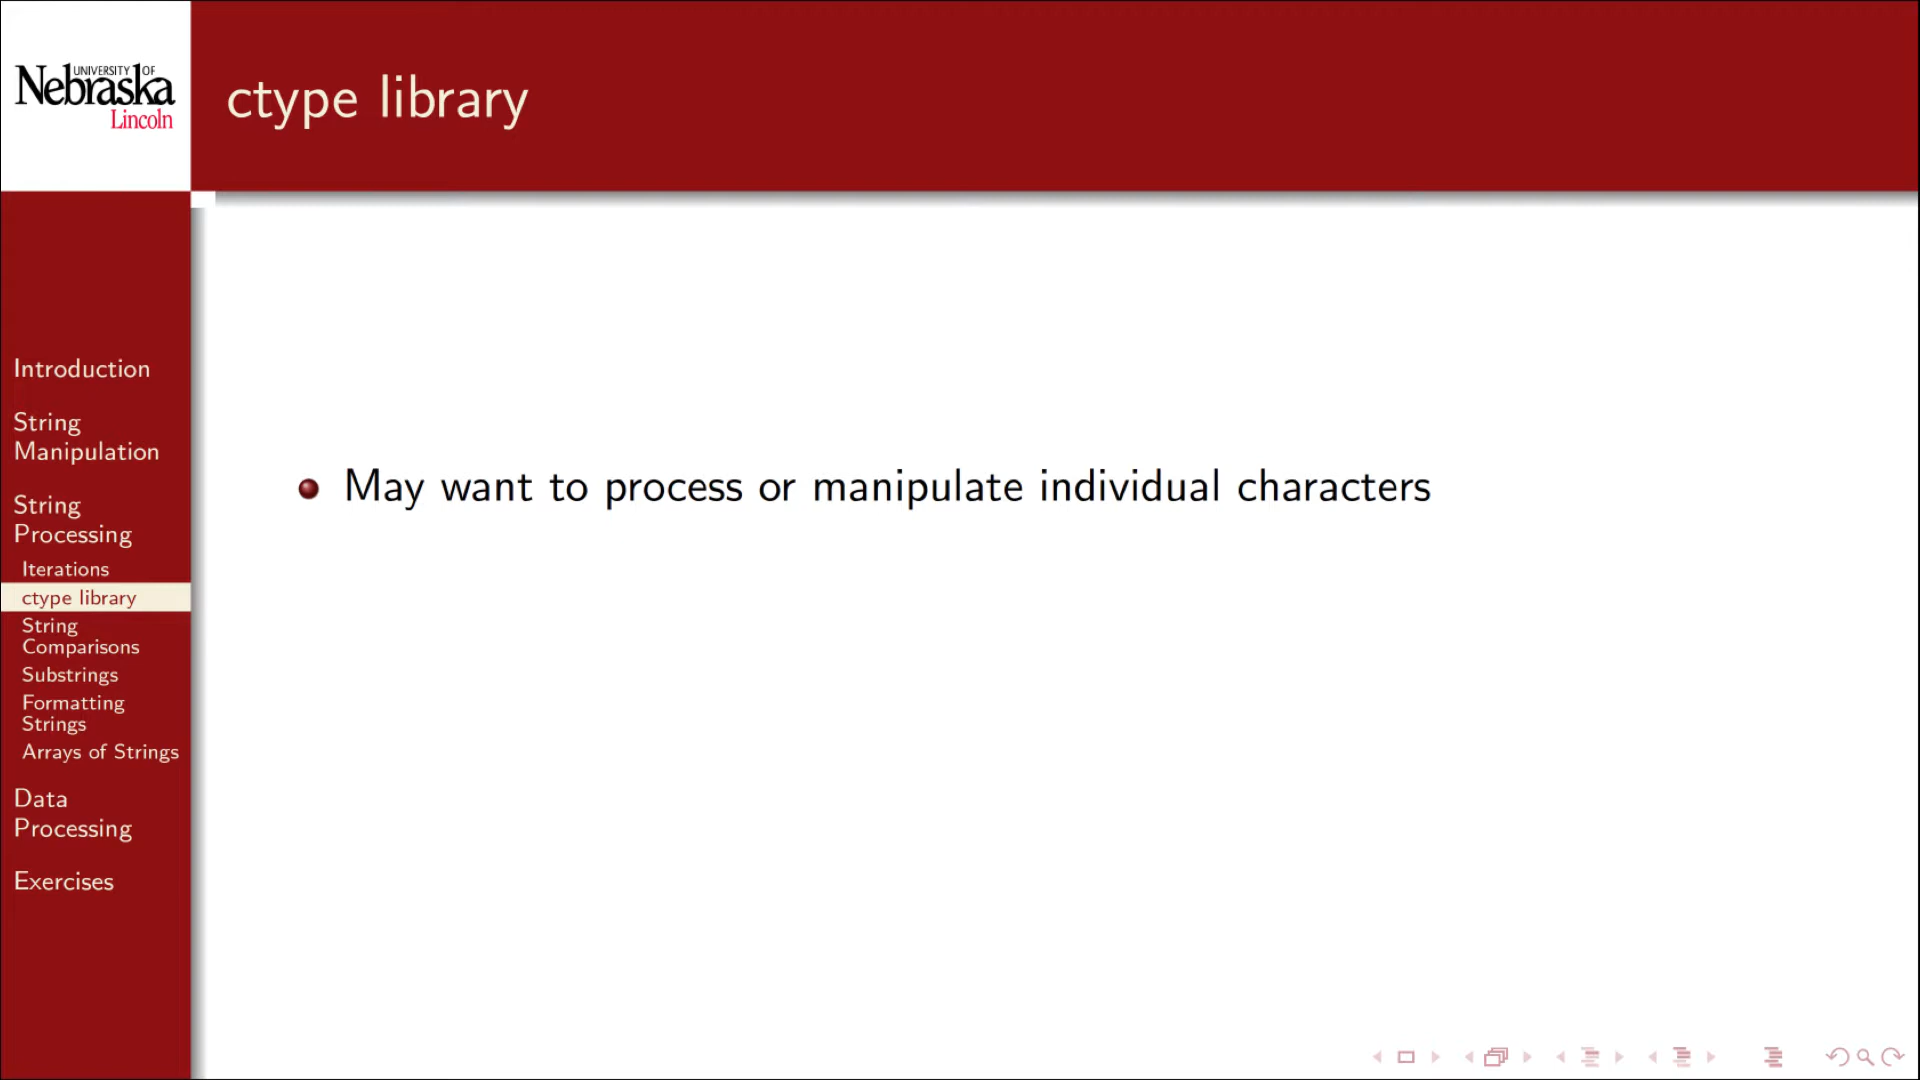 UNIVERSITY OF
Nebraska
Lincoln
ctype library
Introduction
String
Manipulation
String
Processing
Iterations
ctype library
String
Comparisons
Substrings
Formatting
Strings
Arrays of Strings
Data
Processing
Exercises
May want to process or manipulate individual characters